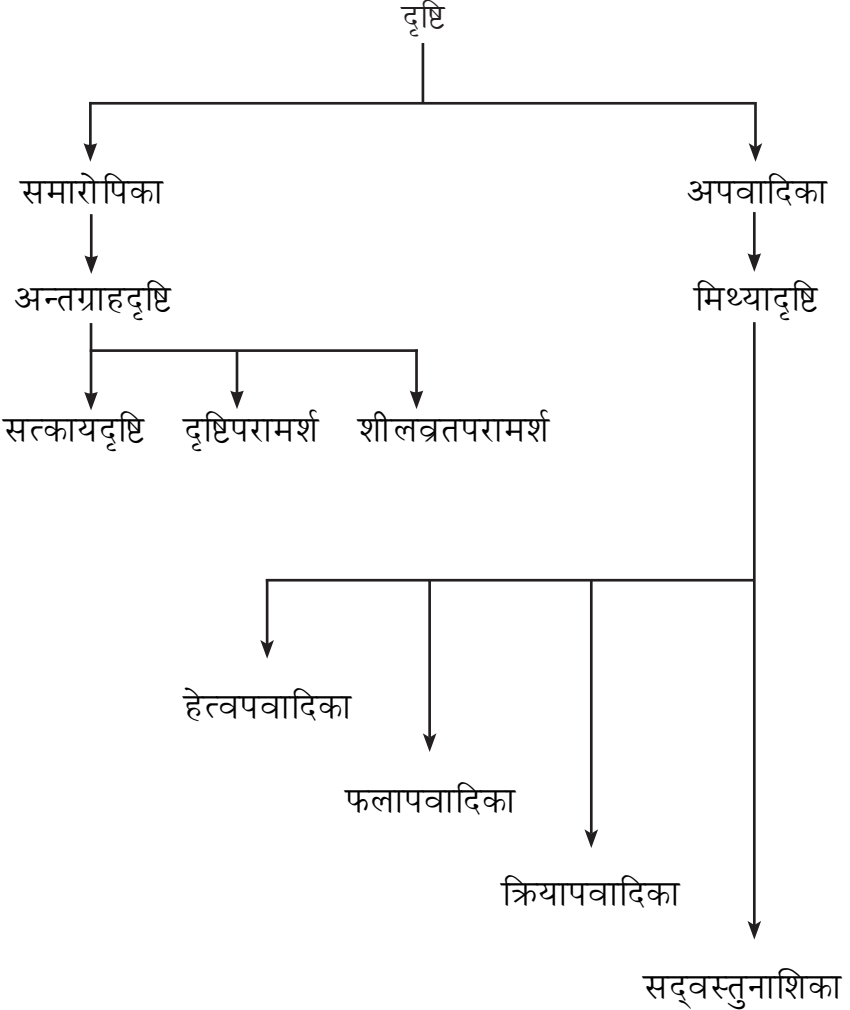 दृष्टि
समारोपिका अपवादिका
अन्तग्राहदृष्टि मिथ्यादृष्टि
सत्कायदृष्टि दृष्टिपरामर्श शीलव्रतपरामर्श
हेत्वपवादिका
फलापवादिका
क्रियापवादिका
सद्‌वस्तुनाशिका